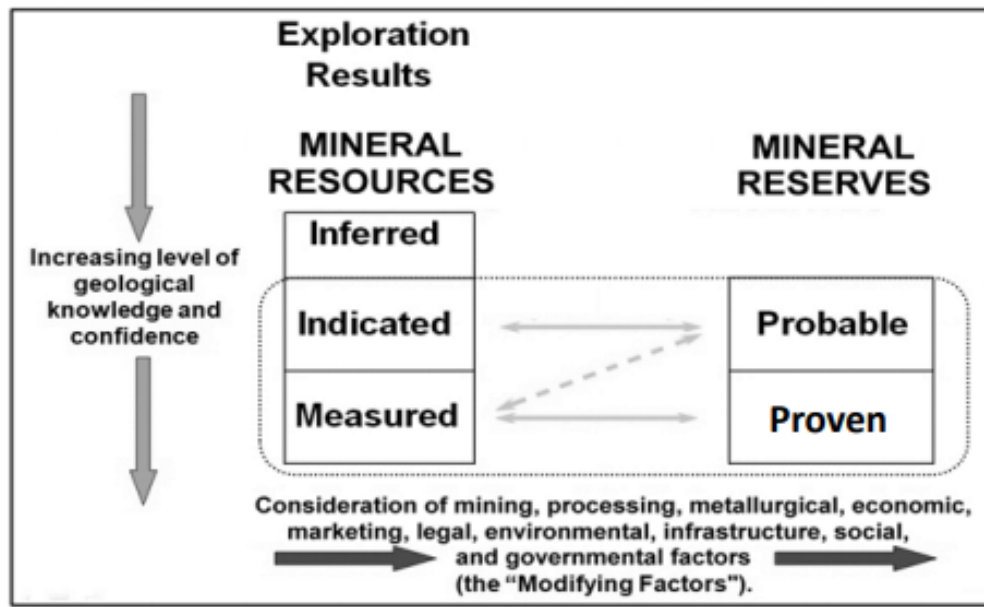 Exploration
Results
MINERAL
RESOURCES
MINERAL
RESERVES
Inferred
Increasing level of
geological
knowledge and
confidence
Indicated
Probable
Measured
Proven
Consideration of mining, processing, metallurgical, economic,
marketing, legal, environmental, infrastructure, social,
and governmental factors
(the “Modifying Factors").